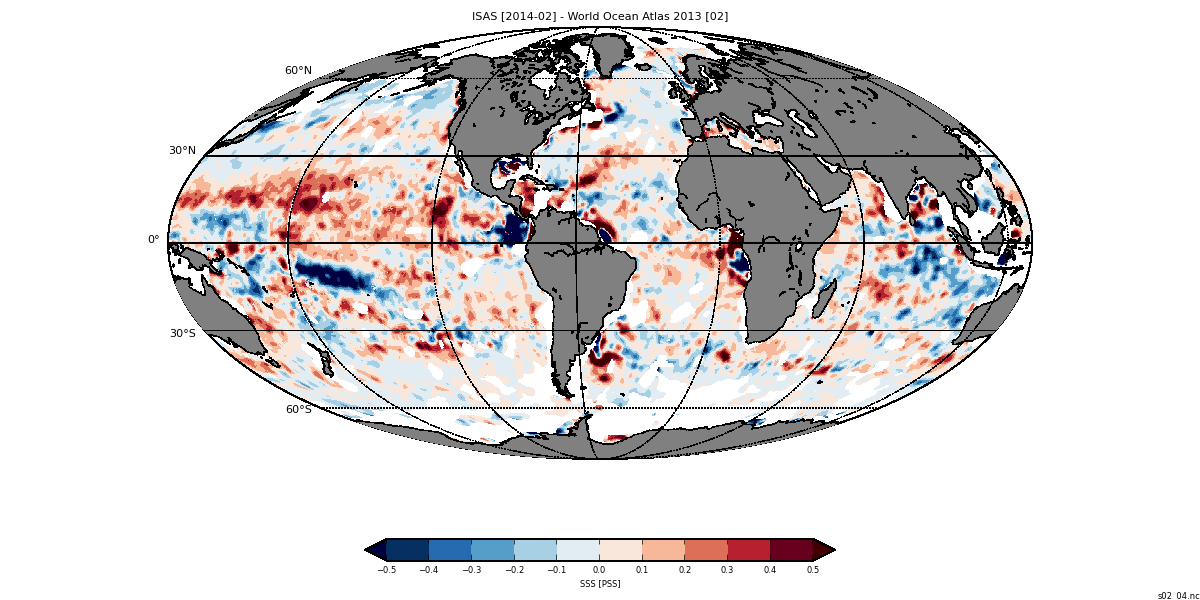 ISAS [2014-02] - World Ocean Atlas 2013 [02]
60°N
30°N
0°
30°S
60°S
−0.5 −0.4 −0.3 −0.2 −0.1 0.0 0.1 0.2 0.3 0.4 0.5
SSS [PSS]
s02_04.nc